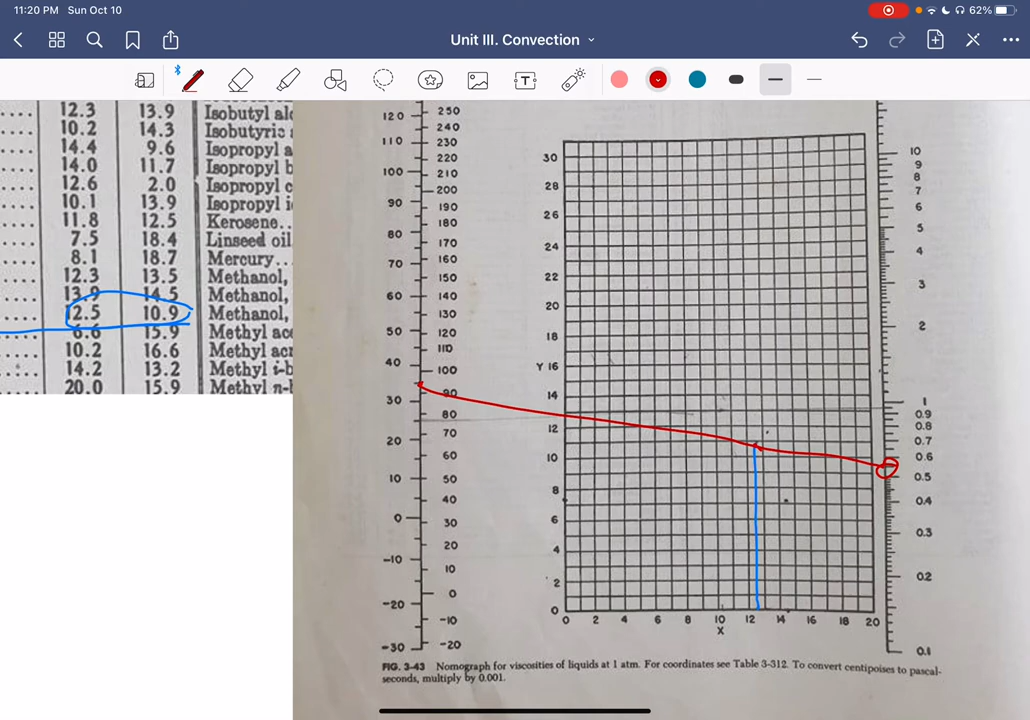 11:20 PM Sun Oct 10
62%
Unit III. Convection
.... 12.3 13.9 Isobutyl alc
.... 10.2 14.3 Isobutyric
.... 14.4 9.6 Isopropyl a
.... 14.0 11.7 Isopropyl b
.... 12.6 2.0 Isopropyl c
.... 10.1 13.9 Isopropyl i
.... 11.8 12.5 Kerosene..
.... 7.5 18.4 Linseed oil
.... 8.1 18.7 Mercury...
.... 12.3 13.5 Methanol,
.... 13.9 14.5 Methanol,
.... 12.5 10.9 Methanol,
.... 6.6 15.9 Methyl ace
.... 10.2 16.6 Methyl acr
.... 14.2 13.2 Methyl i-b
.... 20.0 15.9 Methyl n-
120 250
240
110 230
220
100 210
200
90 190
180
80 170
70 160
150
60 140
130
50 120
110
40 100
30 90
80
20 70
60
10 50
40
0 30
20
-10 10
-20 0
-10
-30 -20
30
28
26
24
22
20
18
Y 16
14
12
10
8
6
4
2
0
0 2 4 6 8 10 12 14 16 18 20
X
10
9
8
7
6
5
4
3
2
1
0.9
0.8
0.7
0.6
0.5
0.4
0.3
0.2
0.1
FIG. 3-43 Nomograph for viscosities of liquids at 1 atm. For coordinates see Table 3-312. To convert centipoises to pascal-
seconds, multiply by 0.001.